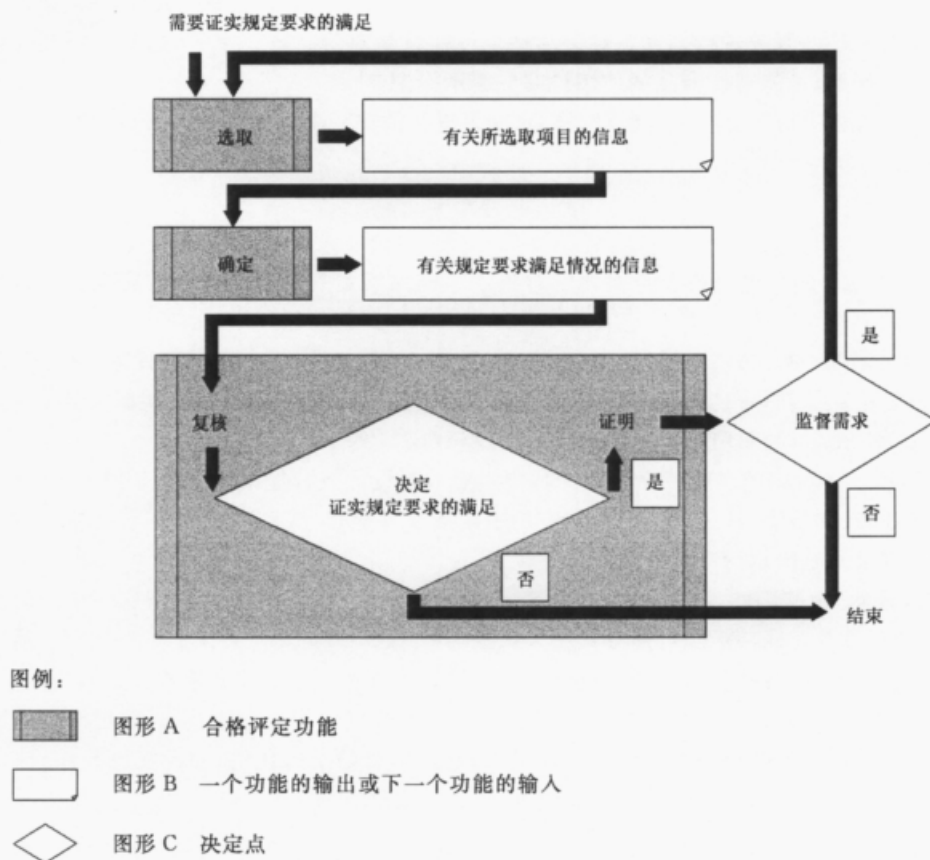 需要证实规定要求的满足
选取
有关所选取项目的信息
确定
有关规定要求满足情况的信息
是
复核
证明
监督需求
决定
证实规定要求的满足
是
否
否
结束
图例：
图形 A 合格评定功能
图形 B 一个功能的输出或下一个功能的输入
图形 C 决定点